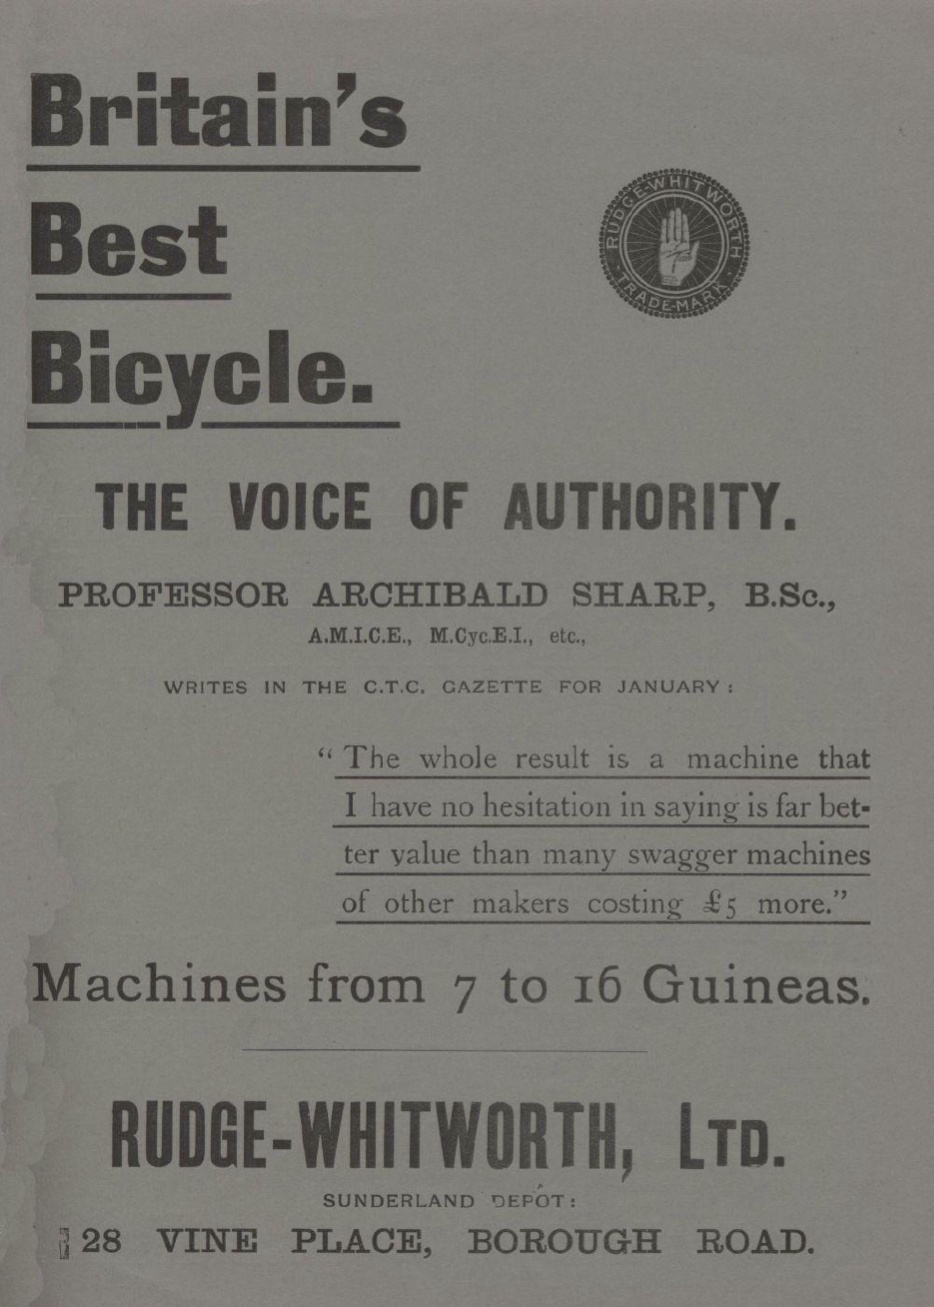 Britain's
Best
Bicycle.
RUDGE-WHITWORTH
· TRADE-MARK ·
THE VOICE OF AUTHORITY.
PROFESSOR ARCHIBALD SHARP, B.Sc.,
A.M.I.C.E., M.Cyc.E.I., etc.,
WRITES IN THE C.T.C. GAZETTE FOR JANUARY:
“ The whole result is a machine that
I have no hesitation in saying is far bet-
ter value than many swagger machines
of other makers costing £5 more.”
Machines from 7 to 16 Guineas.
RUDGE-WHITWORTH, LTD.
SUNDERLAND DEPÓT:
28 VINE PLACE, BOROUGH ROAD.